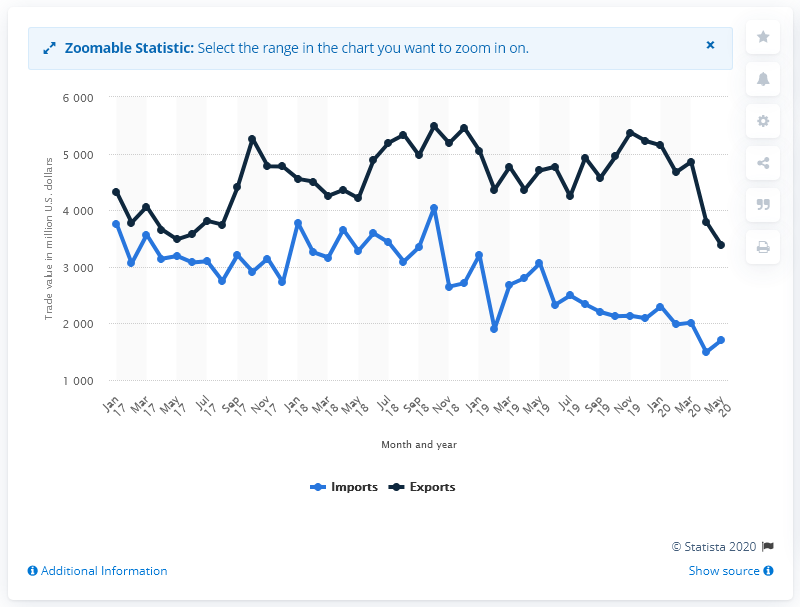 Zoomable Statistic: Select the range in the chart you want to zoom in on.
6 000
5 000
4 000
3 000
2 000
1 000
Trade value in million U.S. dollars
Jan 17
Mar 17
May 17
Jul 17
Sep 17
Nov 17
Jan 18
Mar 18
May 18
Jul 18
Sep 18
Nov 18
Jan 19
Mar 19
May 19
Jul 19
Sep 19
Nov 19
Jan 20
Mar 20
May 20
Month and year
Imports
Exports
© Statista 2020
Additional Information
Show source